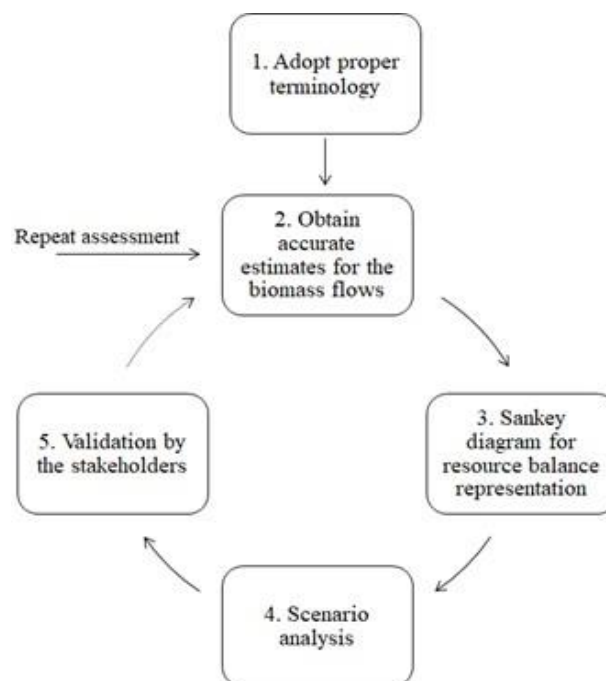 1. Adopt proper
terminology
Repeat assessment
2. Obtain
accurate
estimates for the
biomass flows
3. Sankey
diagram for
resource balance
representation
4. Scenario
analysis
5. Validation by
the stakeholders